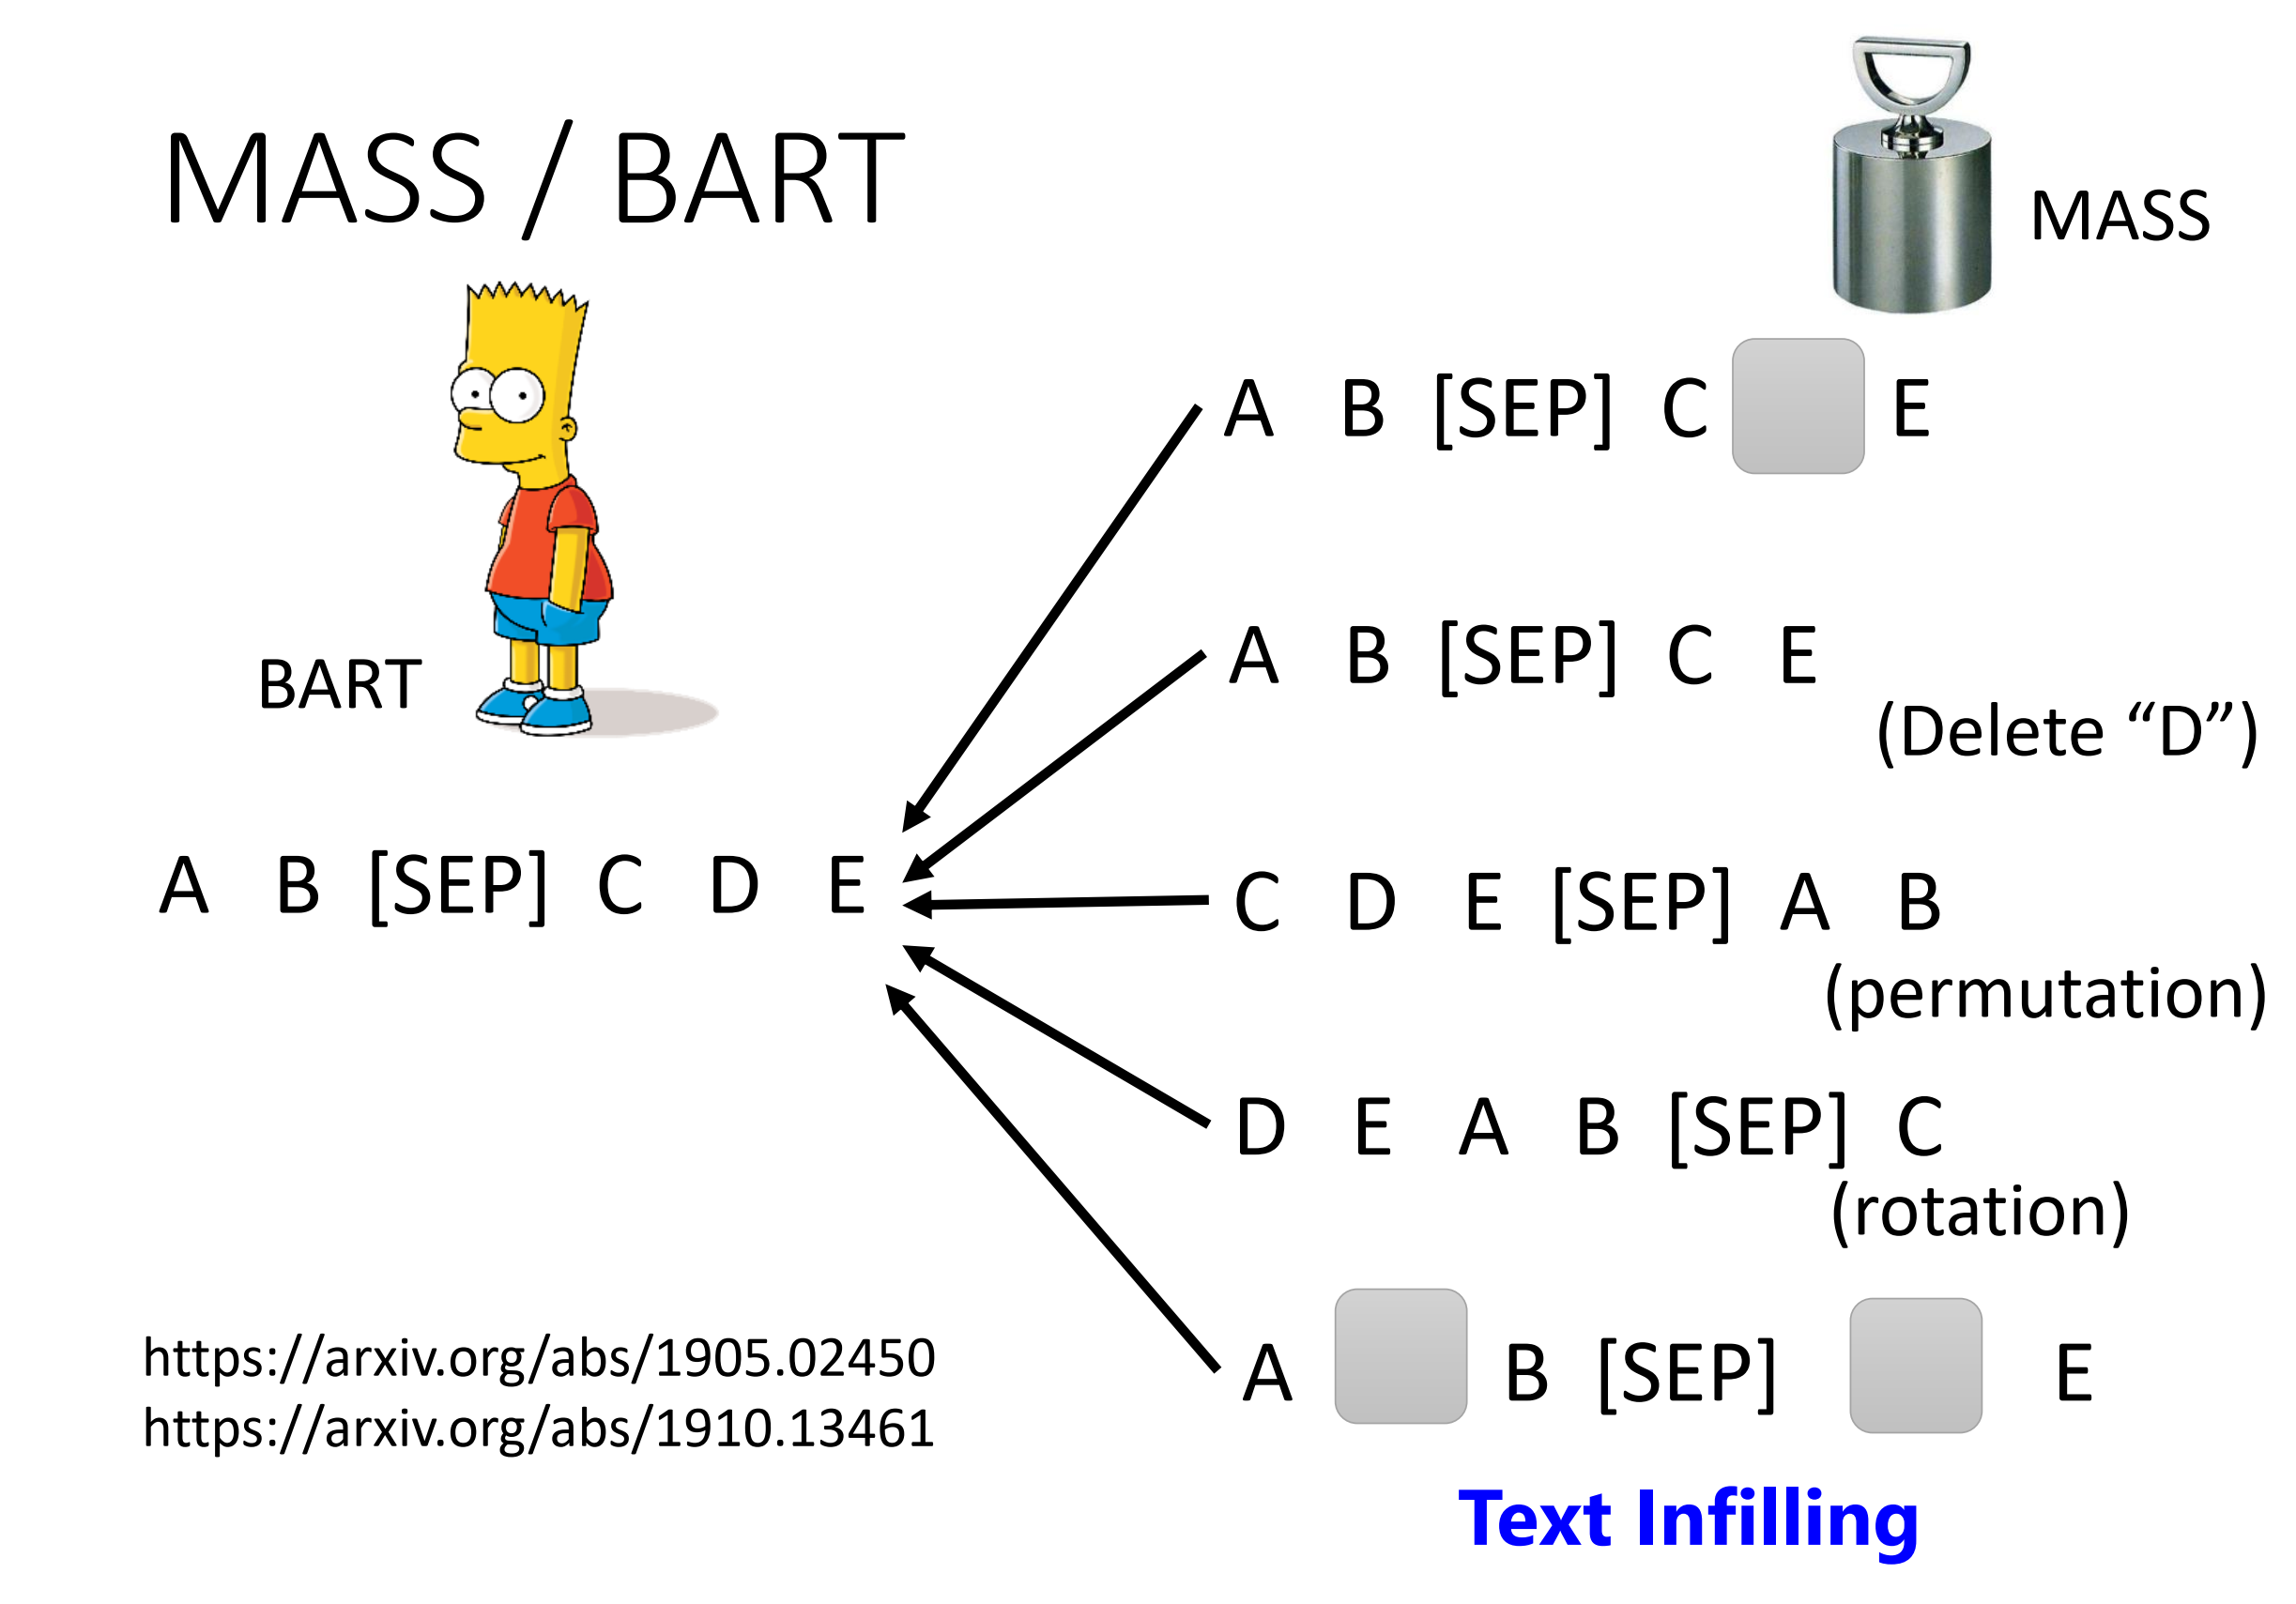 MASS / BART
MASS
BART
A B [SEP] C E
A B [SEP] C E
(Delete “D”)
A B [SEP] C D E
C D E [SEP] A B
(permutation)
D E A B [SEP] C
(rotation)
A B [SEP] E
Text Infilling
https://arxiv.org/abs/1905.02450
https://arxiv.org/abs/1910.13461